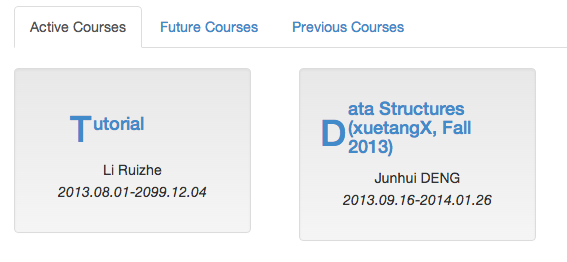 Active Courses Future Courses Previous Courses
Tutorial
Li Ruizhe
2013.08.01-2099.12.04
Data Structures
(xuetangX, Fall
2013)
Junhui DENG
2013.09.16-2014.01.26